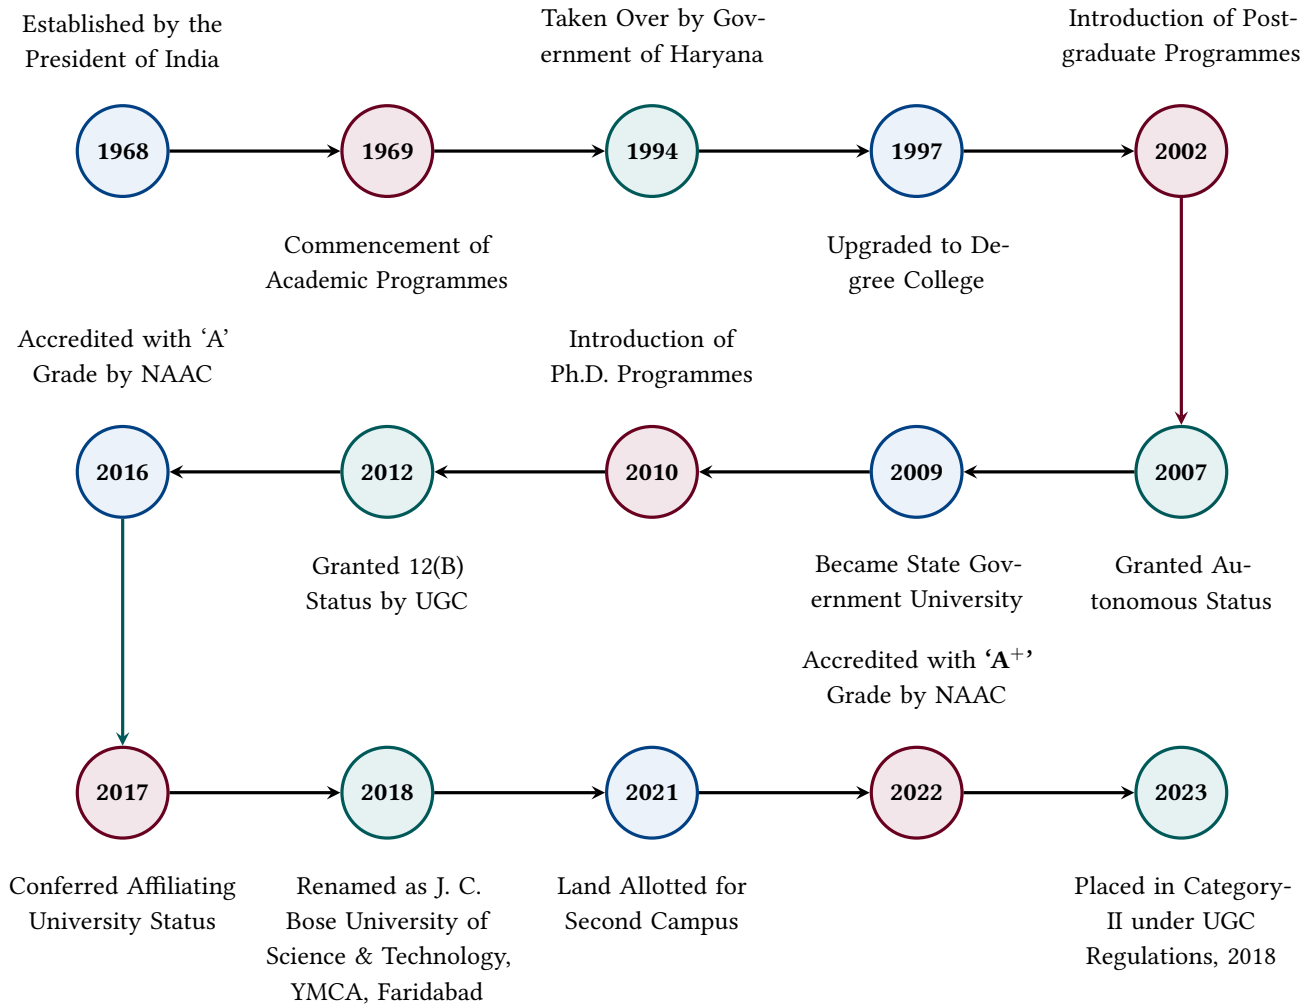 Established by the
President of India
Taken Over by Gov-
ernment of Haryana
Introduction of Post-
graduate Programmes
1968
1969
1994
1997
2002
Commencement of
Academic Programmes
Upgraded to De-
gree College
Accredited with ‘A’
Grade by NAAC
Introduction of
Ph.D. Programmes
2016
2012
2010
2009
2007
Granted 12(B)
Status by UGC
Became State Gov-
ernment University
Granted Au-
tonomous Status
Accredited with ‘A⁺’
Grade by NAAC
2017
2018
2021
2022
2023
Conferred Affiliating
University Status
Renamed as J. C.
Bose University of
Science & Technology,
YMCA, Faridabad
Land Allotted for
Second Campus
Placed in Category-
II under UGC
Regulations, 2018